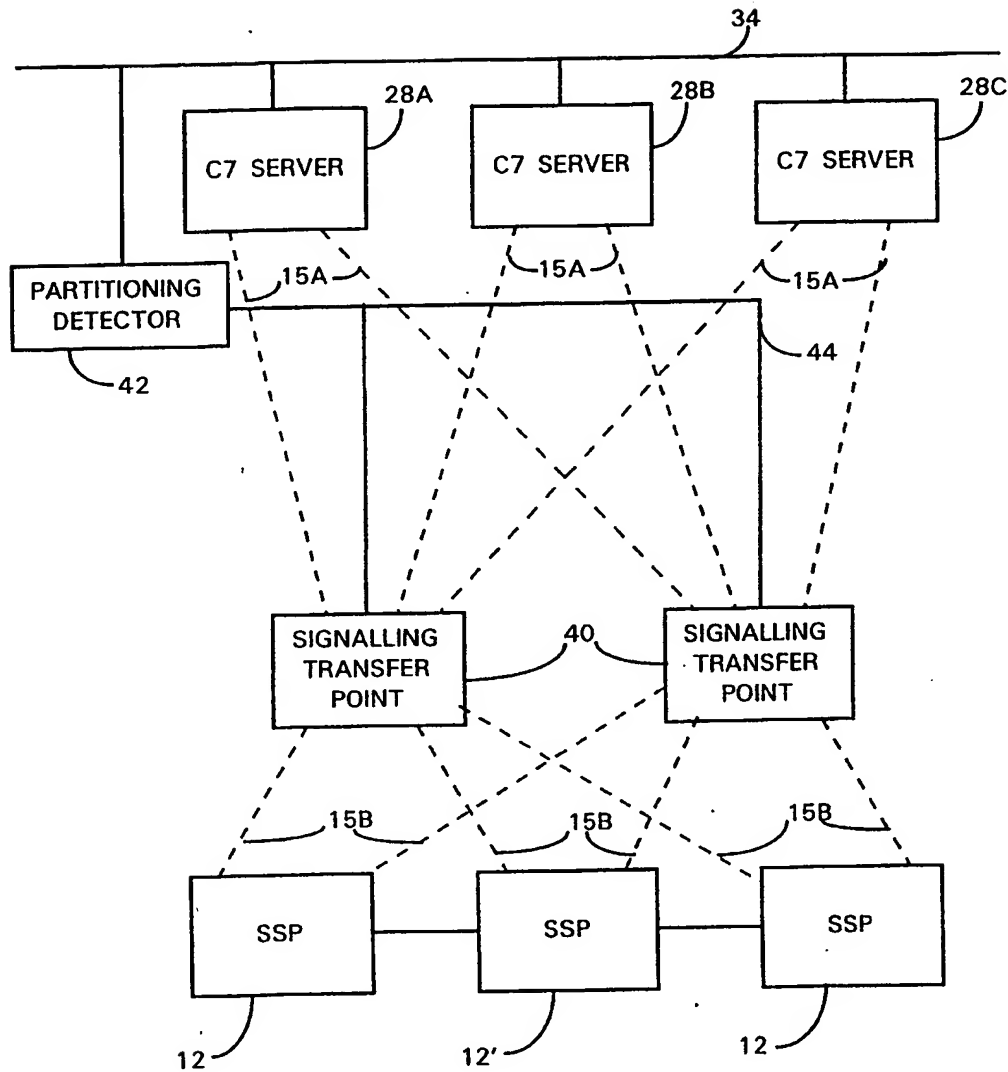 34
28A
28B
28C
C7 SERVER
C7 SERVER
C7 SERVER
15A
15A
15A
PARTITIONING
DETECTOR
42
44
SIGNALLING
TRANSFER
POINT
40
SIGNALLING
TRANSFER
POINT
15B
15B
15B
SSP
SSP
SSP
12
12'
12